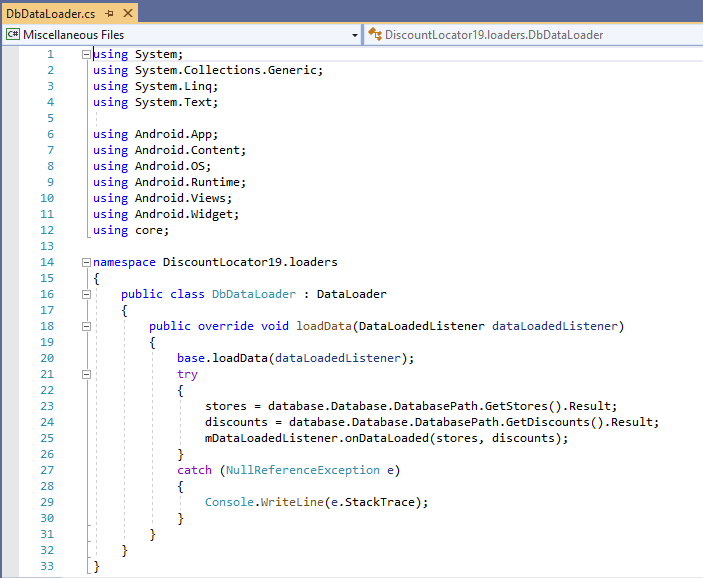 DbDataLoader.cs
C# Miscellaneous Files DiscountLocator19.loaders.DbDataLoader
1 using System;
2 using System.Collections.Generic;
3 using System.Linq;
4 using System.Text;
5
6 using Android.App;
7 using Android.Content;
8 using Android.OS;
9 using Android.Runtime;
10 using Android.Views;
11 using Android.Widget;
12 using core;
13
14 namespace DiscountLocator19.loaders
15 {
16 public class DbDataLoader : DataLoader
17 {
18 public override void loadData(DataLoadedListener dataLoadedListener)
19 {
20 base.loadData(dataLoadedListener);
21 try
22 {
23 stores = database.Database.DatabasePath.GetStores().Result;
24 discounts = database.Database.DatabasePath.GetDiscounts().Result;
25 mDataLoadedListener.onDataLoaded(stores, discounts);
26 }
27 catch (NullReferenceException e)
28 {
29 Console.WriteLine(e.StackTrace);
30 }
31 }
32 }
33 }